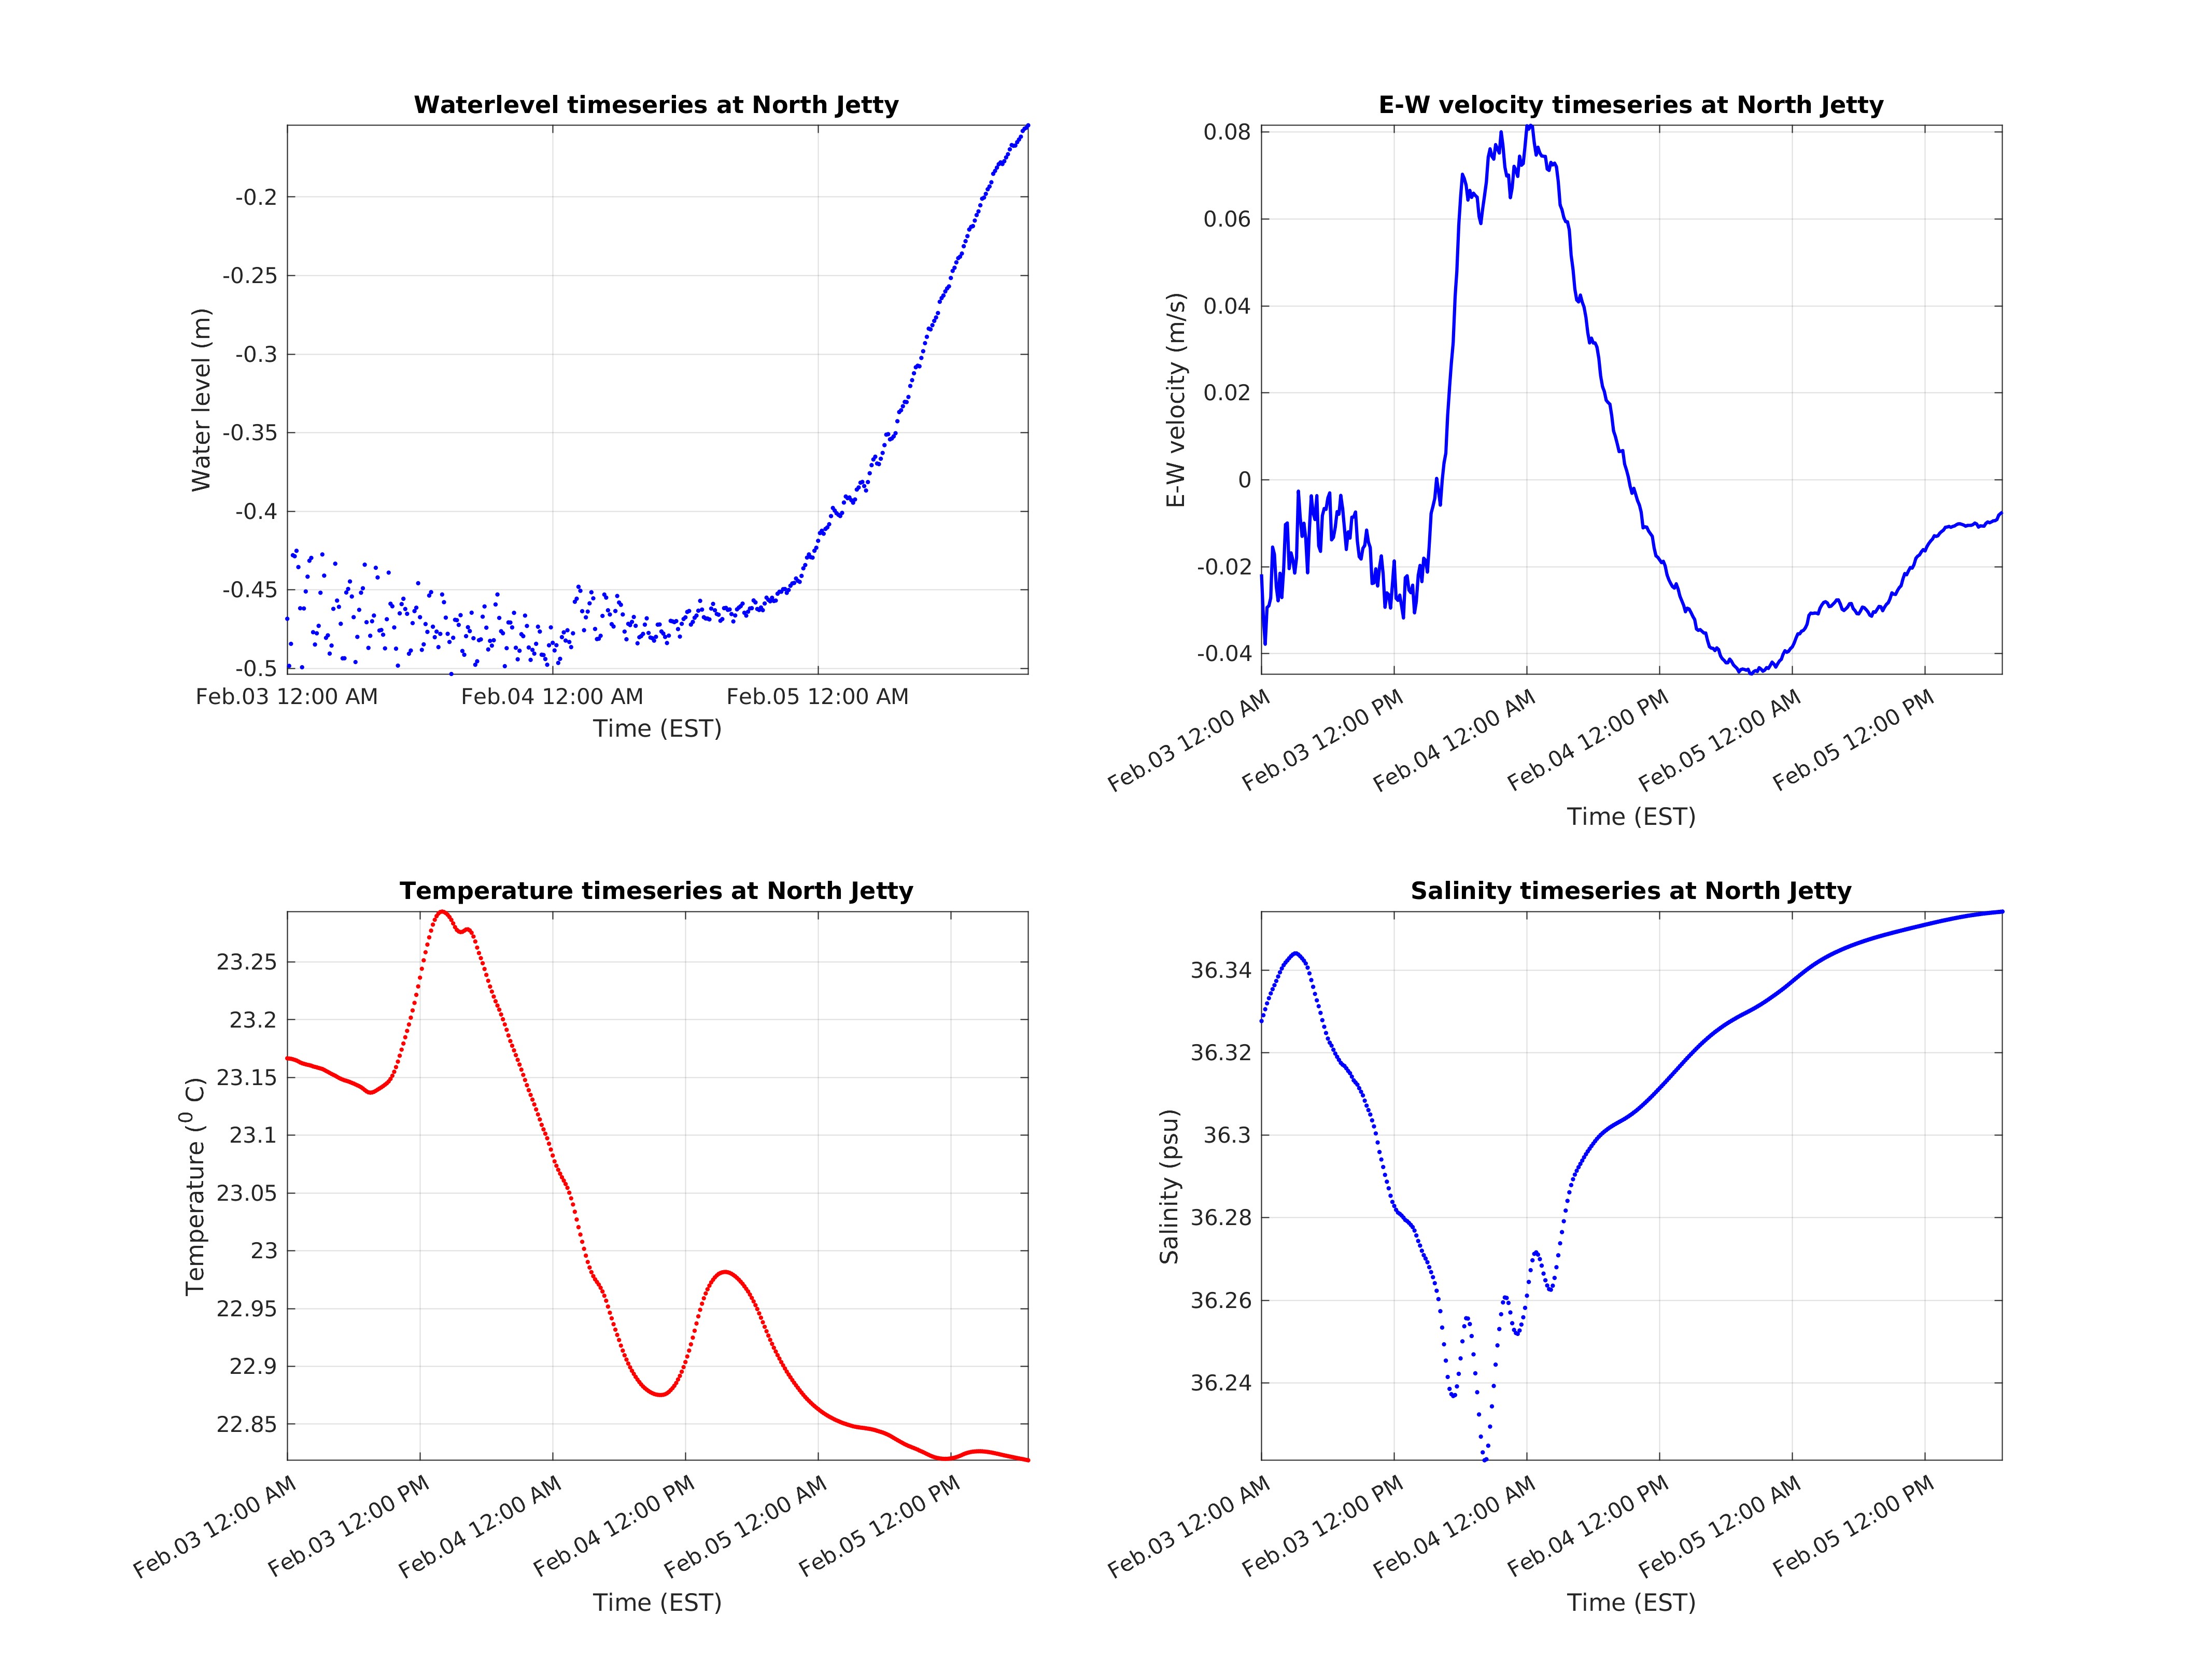 Waterlevel timeseries at North Jetty
Water level (m)
-0.2
-0.25
-0.3
-0.35
-0.4
-0.45
-0.5
Feb.03 12:00 AM
Feb.04 12:00 AM
Feb.05 12:00 AM
Time (EST)
E-W velocity timeseries at North Jetty
E-W velocity (m/s)
0.08
0.06
0.04
0.02
0
-0.02
-0.04
Feb.03 12:00 AM
Feb.03 12:00 PM
Feb.04 12:00 AM
Feb.04 12:00 PM
Feb.05 12:00 AM
Feb.05 12:00 PM
Time (EST)
Temperature timeseries at North Jetty
Temperature (⁰ C)
23.25
23.2
23.15
23.1
23.05
23
22.95
22.9
22.85
Feb.03 12:00 AM
Feb.03 12:00 PM
Feb.04 12:00 AM
Feb.04 12:00 PM
Feb.05 12:00 AM
Feb.05 12:00 PM
Time (EST)
Salinity timeseries at North Jetty
Salinity (psu)
36.34
36.32
36.3
36.28
36.26
36.24
Feb.03 12:00 AM
Feb.03 12:00 PM
Feb.04 12:00 AM
Feb.04 12:00 PM
Feb.05 12:00 AM
Feb.05 12:00 PM
Time (EST)